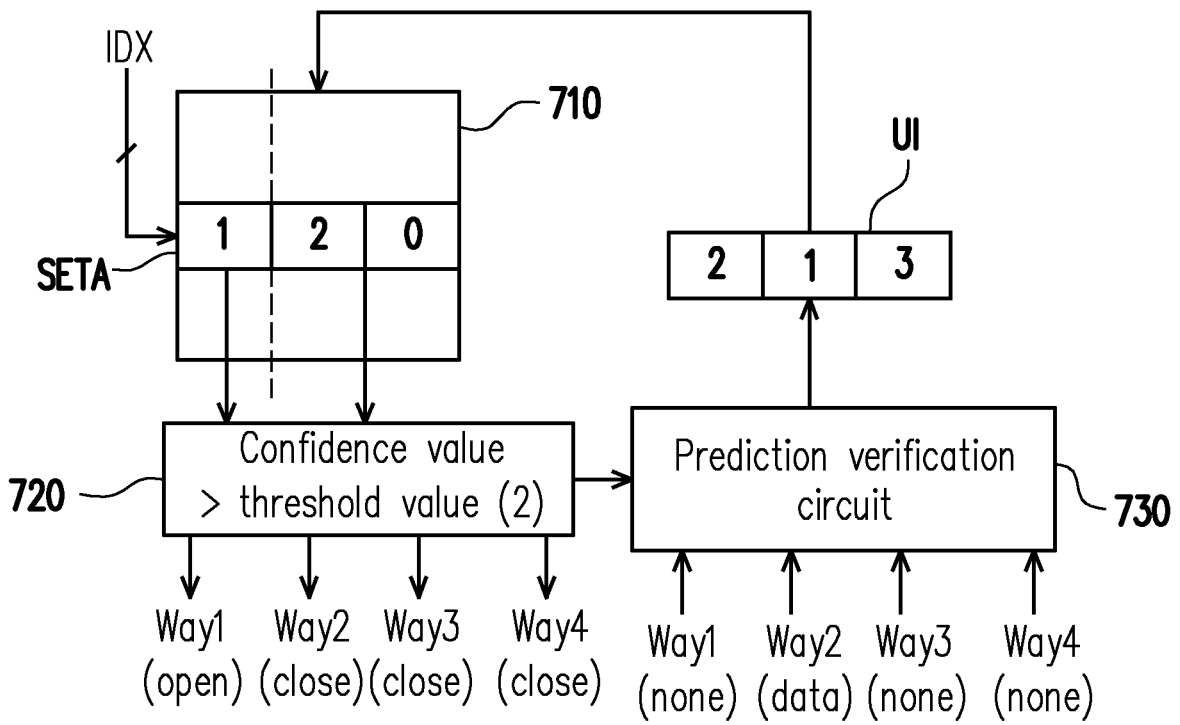 IDX
710
UI
1 2 0
SETA
2 1 3
Confidence value
> threshold value (2)
720
Prediction verification
circuit
730
Way1 Way2 Way3 Way4
(open) (close) (close) (close)
Way1 Way2 Way3 Way4
(none) (data) (none) (none)